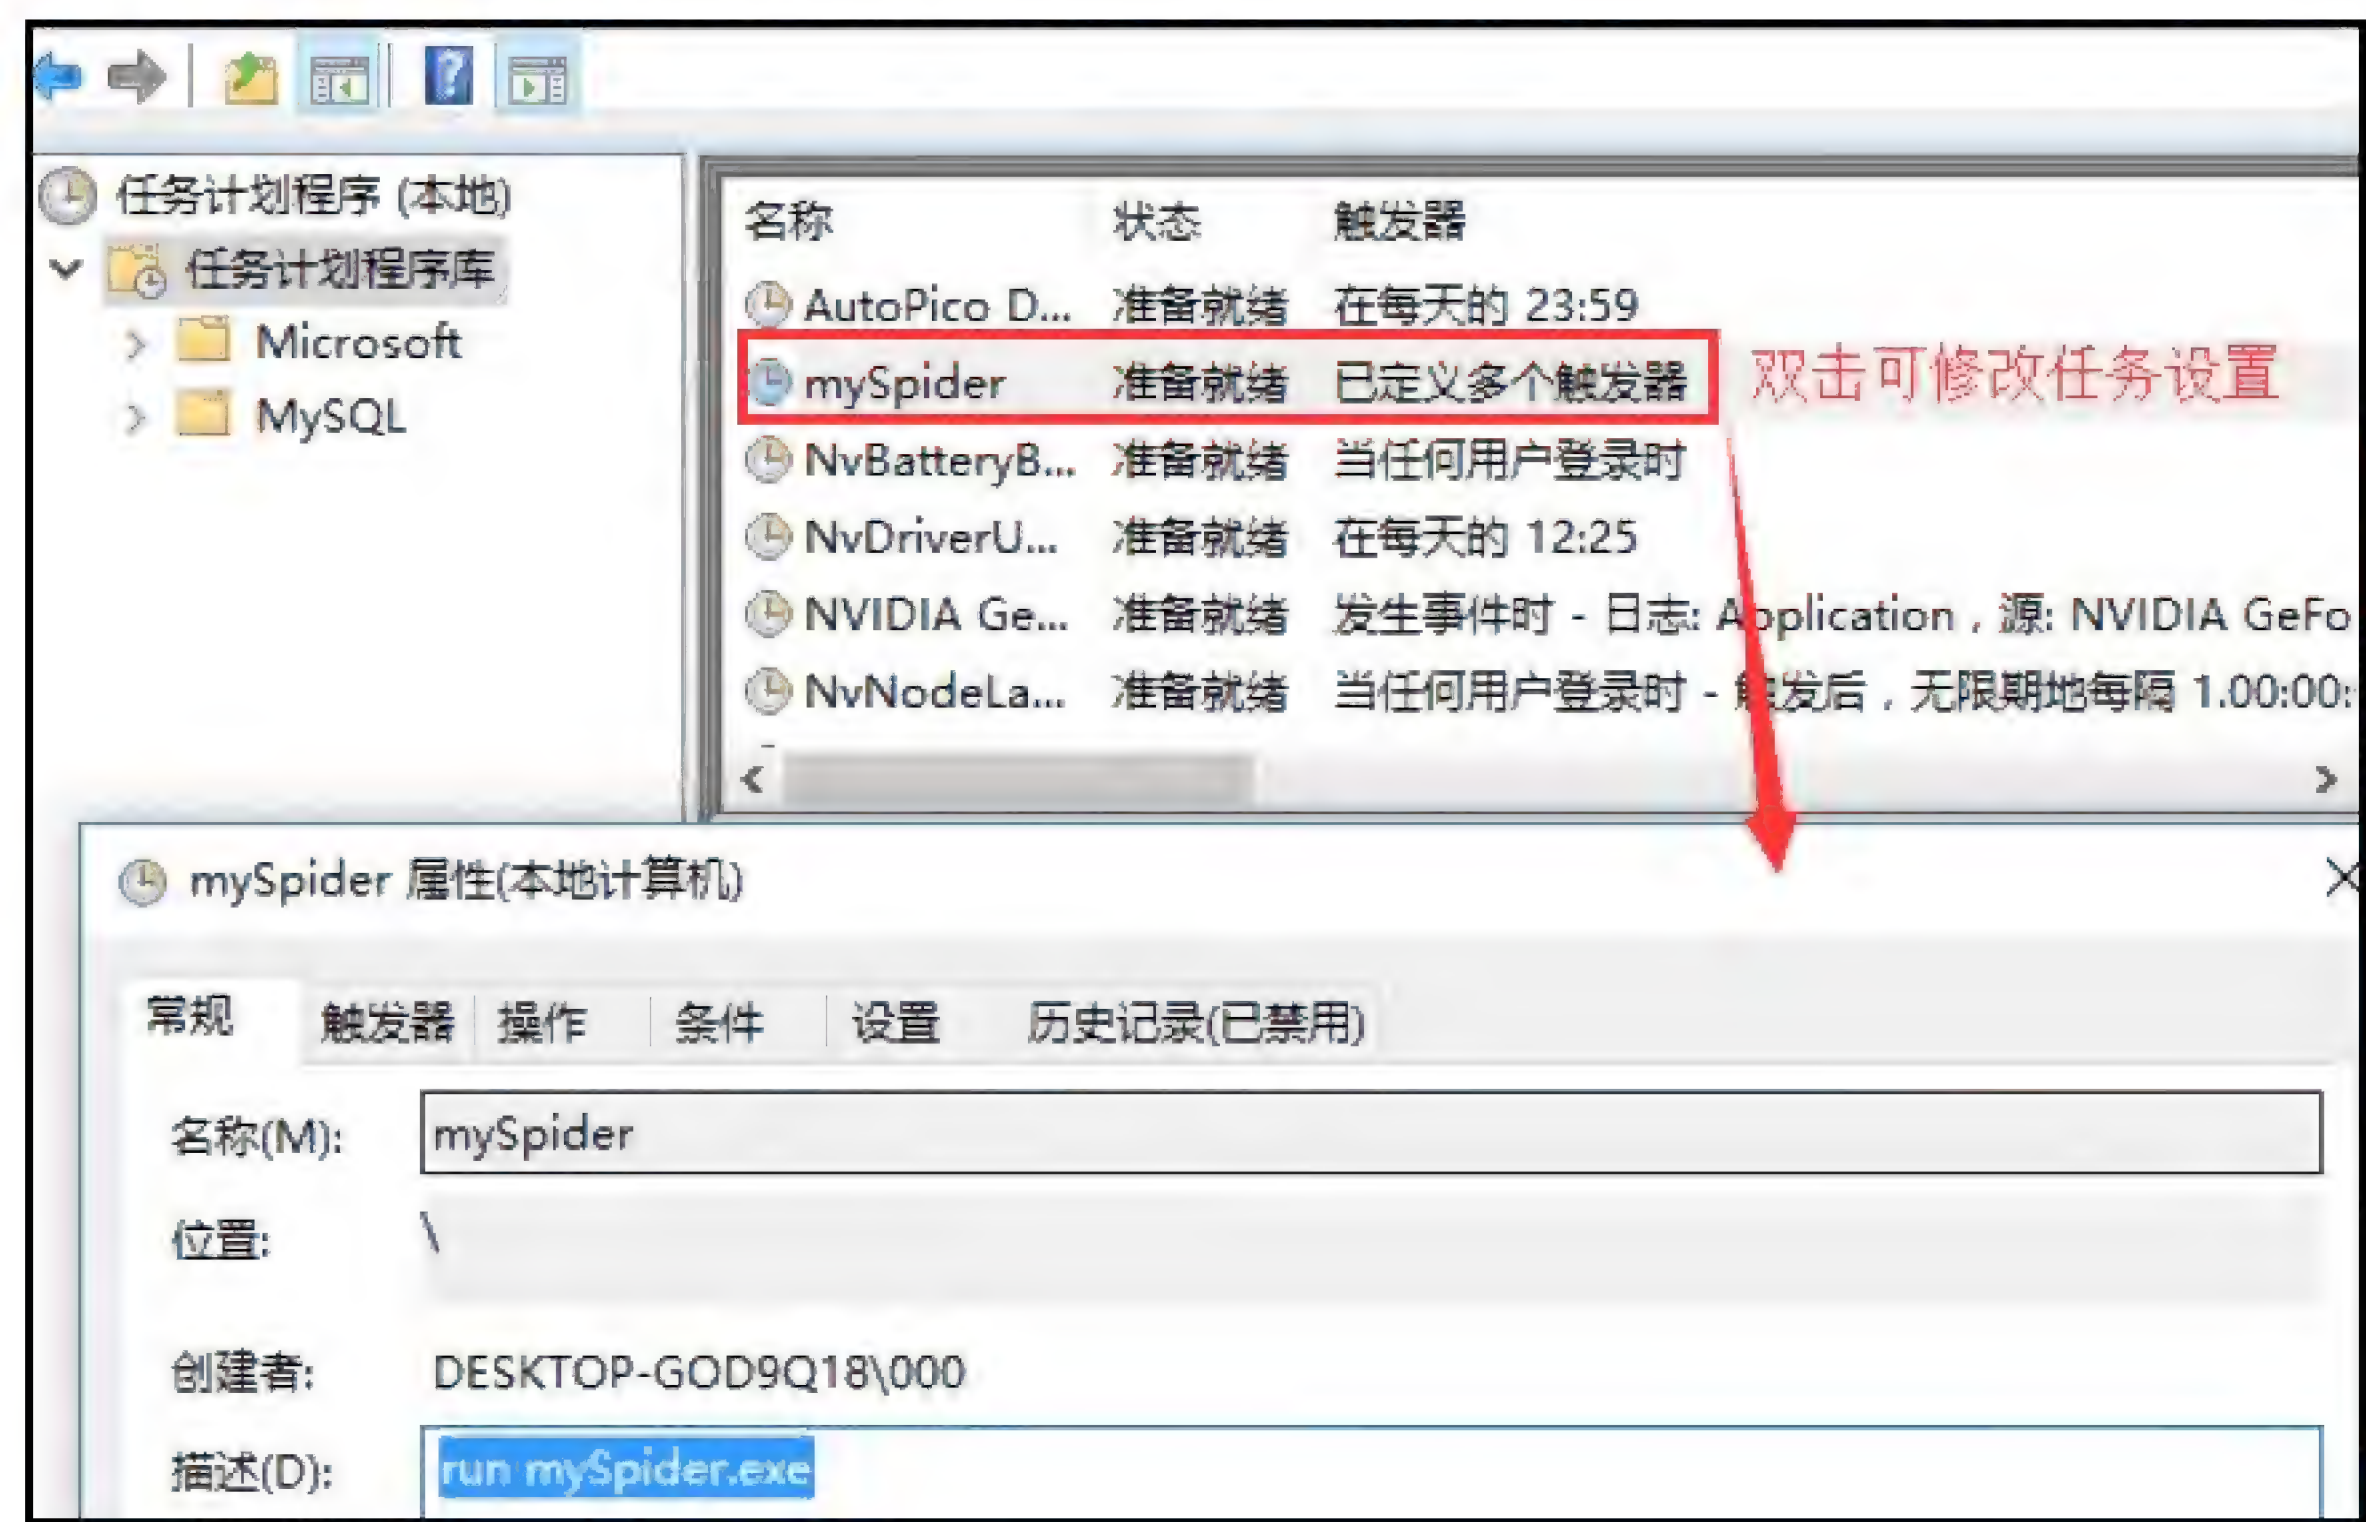 任务计划程序 (本地)
任务计划程序库
Microsoft
MySQL
名称 状态 触发器
AutoPico D... 准备就绪 在每天的 23:59
mySpider 准备就绪 已定义多个触发器 双击可修改任务设置
NvBatteryB... 准备就绪 当任何用户登录时
NvDriverU... 准备就绪 在每天的 12:25
NVIDIA Ge... 准备就绪 发生事件时 - 日志: Application，源: NVIDIA GeFo
NvNodeLa... 准备就绪 当任何用户登录时 - 触发后，无限期地每隔 1.00:00:
mySpider 属性(本地计算机)
常规 触发器 操作 条件 设置 历史记录(已禁用)
名称(M): mySpider
位置: \
创建者: DESKTOP-GOD9Q18\000
描述(D): run mySpider.exe